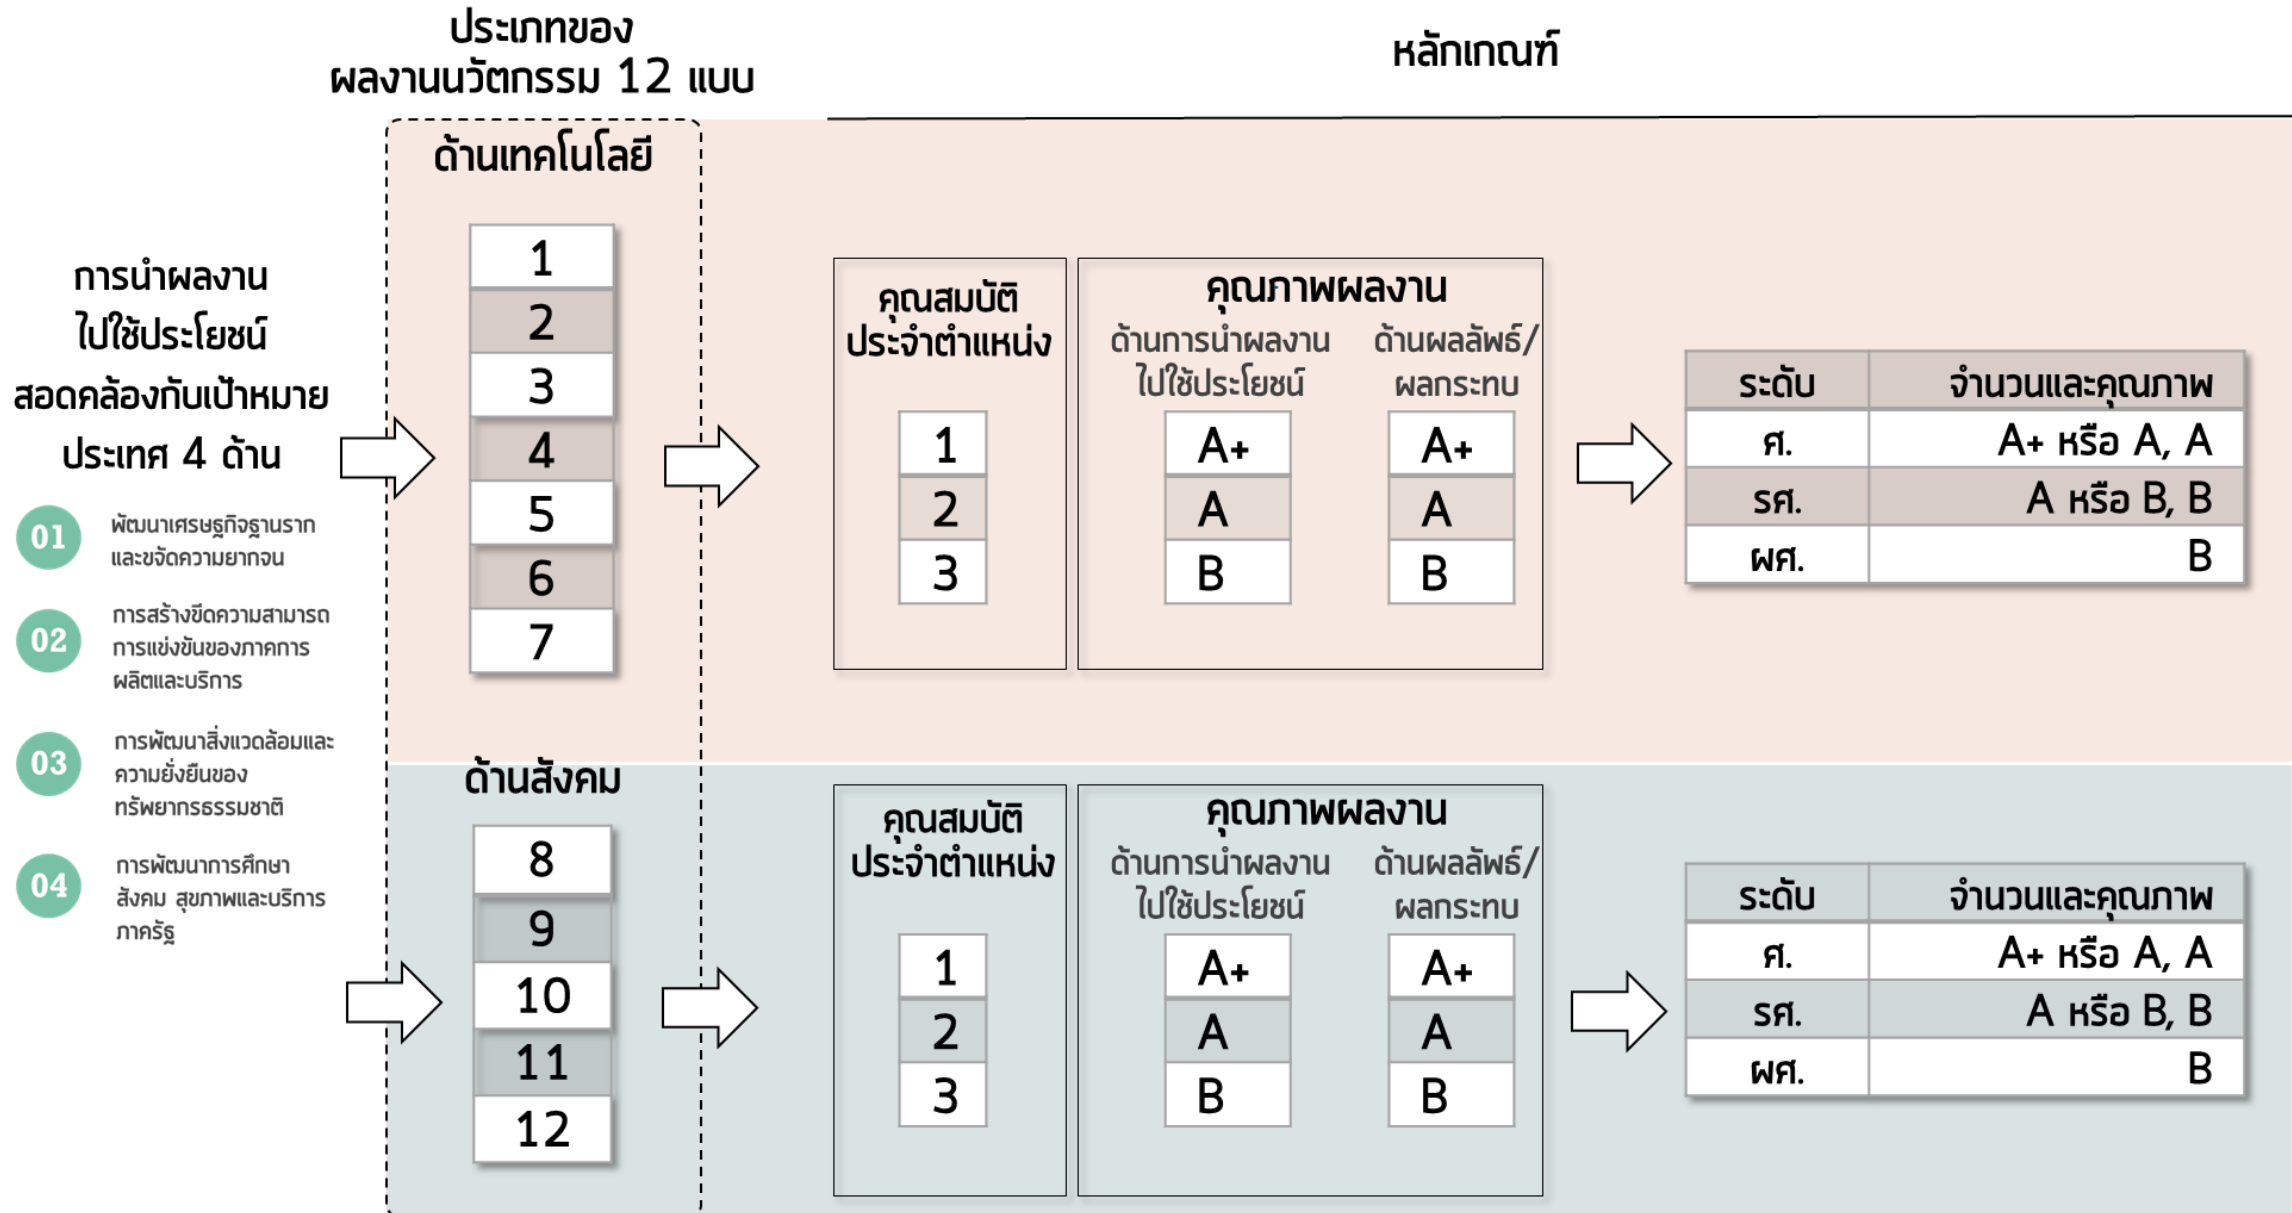 ประเภทของ
ผลงานนวัตกรรม 12 แบบ
หลักเกณฑ์
การนำผลงาน
ไปใช้ประโยชน์
สอดคล้องกับเป้าหมาย
ประเทศ 4 ด้าน
01
พัฒนาเศรษฐกิจฐานราก
และขจัดความยากจน
02
การสร้างขีดความสามารถ
การแข่งขันของภาคการ
ผลิตและบริการ
03
การพัฒนาสิ่งแวดล้อมและ
ความยั่งยืนของ
ทรัพยากรธรรมชาติ
04
การพัฒนาการศึกษา
สังคม สุขภาพและบริการ
ภาครัฐ
ด้านเทคโนโลยี
1
2
3
4
5
6
7
คุณสมบัติ
ประจำตำแหน่ง
1
2
3
คุณภาพผลงาน
ด้านการนำผลงาน
ไปใช้ประโยชน์
A+
A
B
ด้านผลลัพธ์/
ผลกระทบ
A+
A
B
ระดับ จำนวนและคุณภาพ
ศ. A+ หรือ A, A
รศ. A หรือ B, B
ผศ. B
ด้านสังคม
8
9
10
11
12
คุณสมบัติ
ประจำตำแหน่ง
1
2
3
คุณภาพผลงาน
ด้านการนำผลงาน
ไปใช้ประโยชน์
A+
A
B
ด้านผลลัพธ์/
ผลกระทบ
A+
A
B
ระดับ จำนวนและคุณภาพ
ศ. A+ หรือ A, A
รศ. A หรือ B, B
ผศ. B